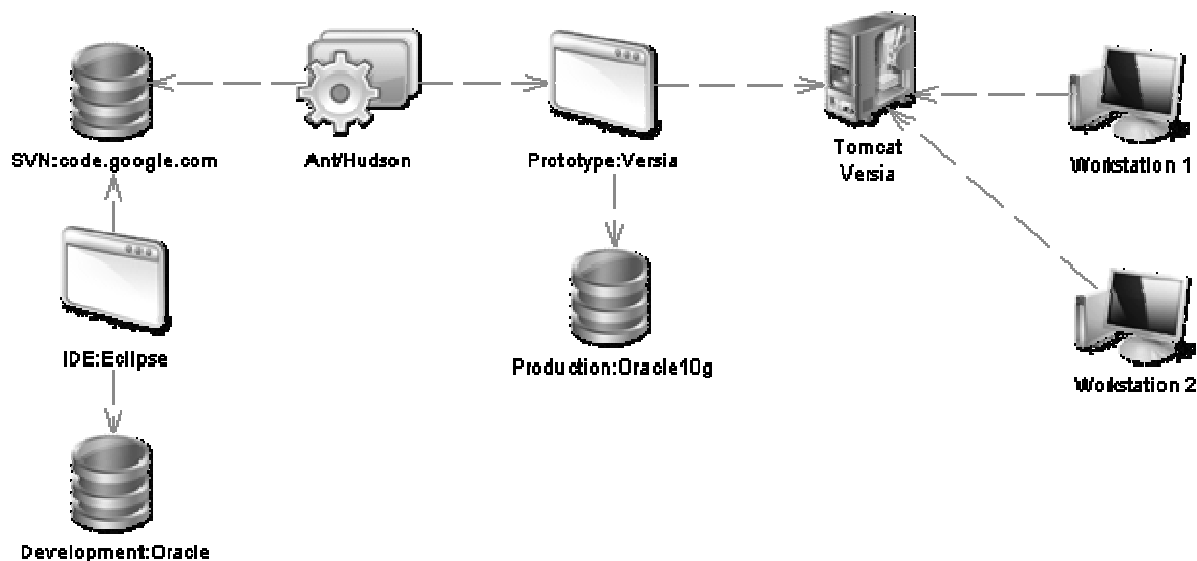 SVN:code.google.com
Ant/Hudson
Prototype:Versia
Tomcat
Versia
Workstation 1
IDE:Eclipse
Production:Oracle10g
Workstation 2
Development:Oracle